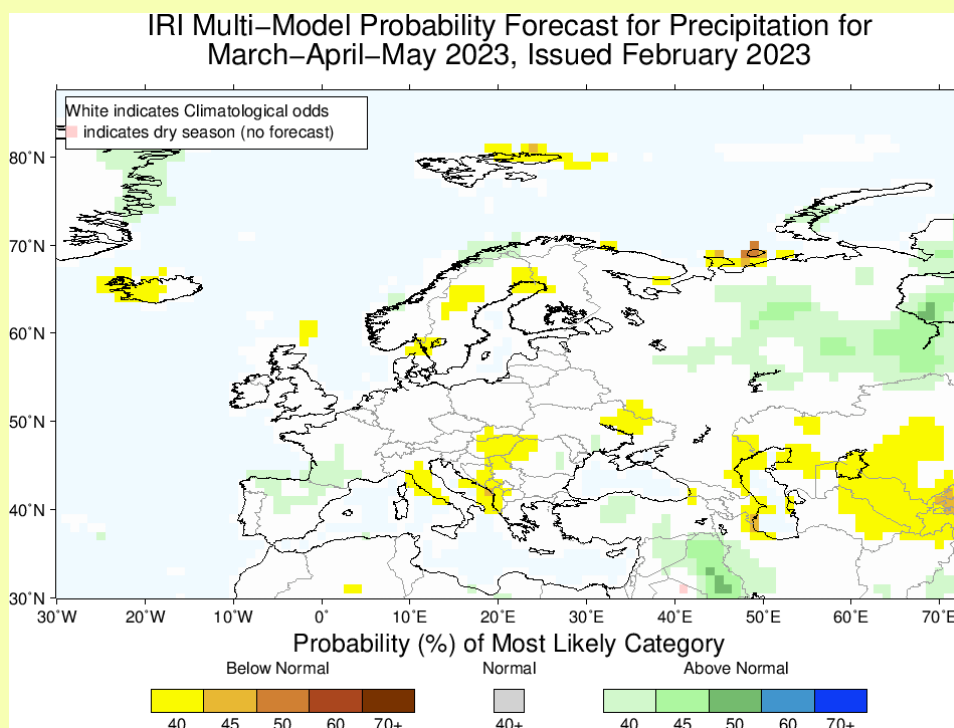 IRI Multi−Model Probability Forecast for Precipitation for
March−April−May 2023, Issued February 2023
White indicates Climatological odds
indicates dry season (no forecast)
80˚N
70˚N
60˚N
50˚N
40˚N
30˚N
30˚W 20˚W 10˚W 0˚ 10˚E 20˚E 30˚E 40˚E 50˚E 60˚E 70˚E
Probability (%) of Most Likely Category
Below Normal Normal Above Normal
40 45 50 60 70+ 40+ 40 45 50 60 70+